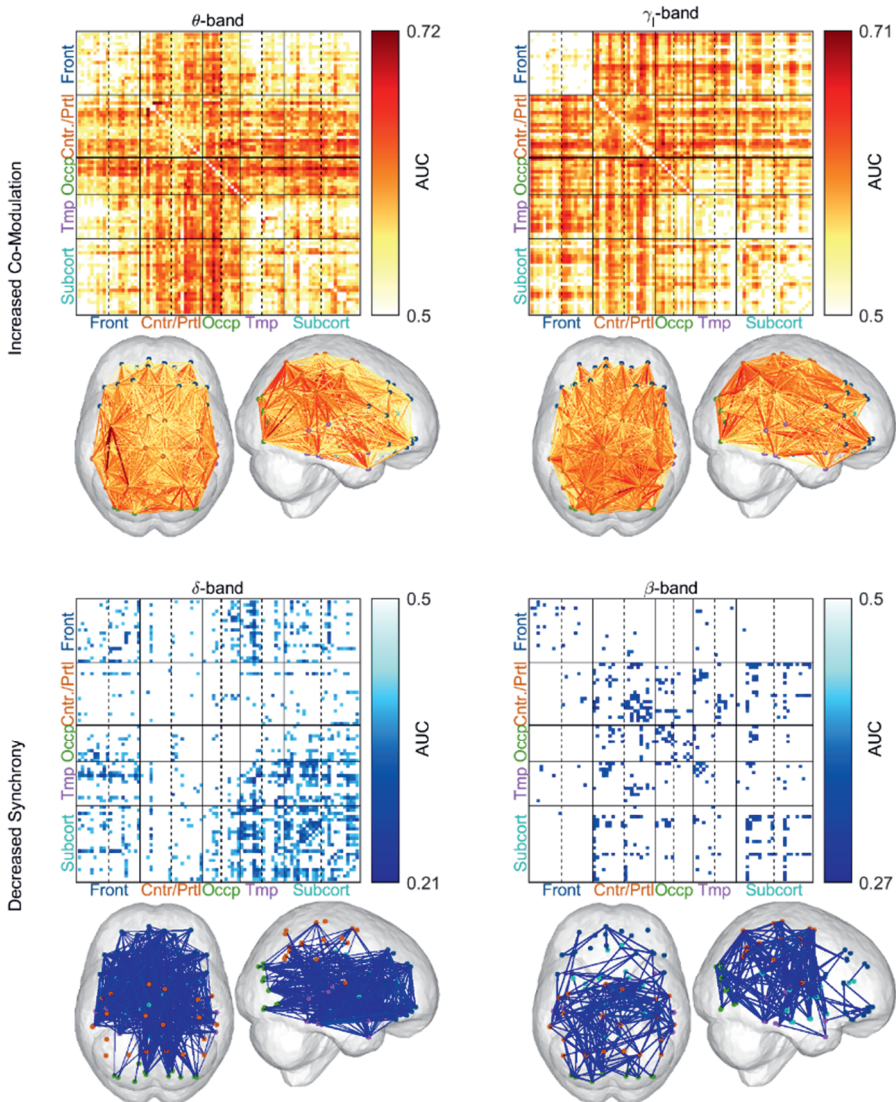 θ-band
γl-band
0.72
0.71
Increased Co-Modulation
Front
Cntr./Prtl
Occp
Tmp
Subcort
AUC
0.5
Front Cntr/Prtl Occp Tmp Subcort
Front
Cntr./Prtl
Occp
Tmp
Subcort
AUC
0.5
Front Cntr/Prtl Occp Tmp Subcort
δ-band
β-band
0.5
0.5
Decreased Synchrony
Front
Cntr./Prtl
Occp
Tmp
Subcort
AUC
0.21
Front Cntr/Prtl Occp Tmp Subcort
Front
Cntr./Prtl
Occp
Tmp
Subcort
AUC
0.27
Front Cntr/Prtl Occp Tmp Subcort